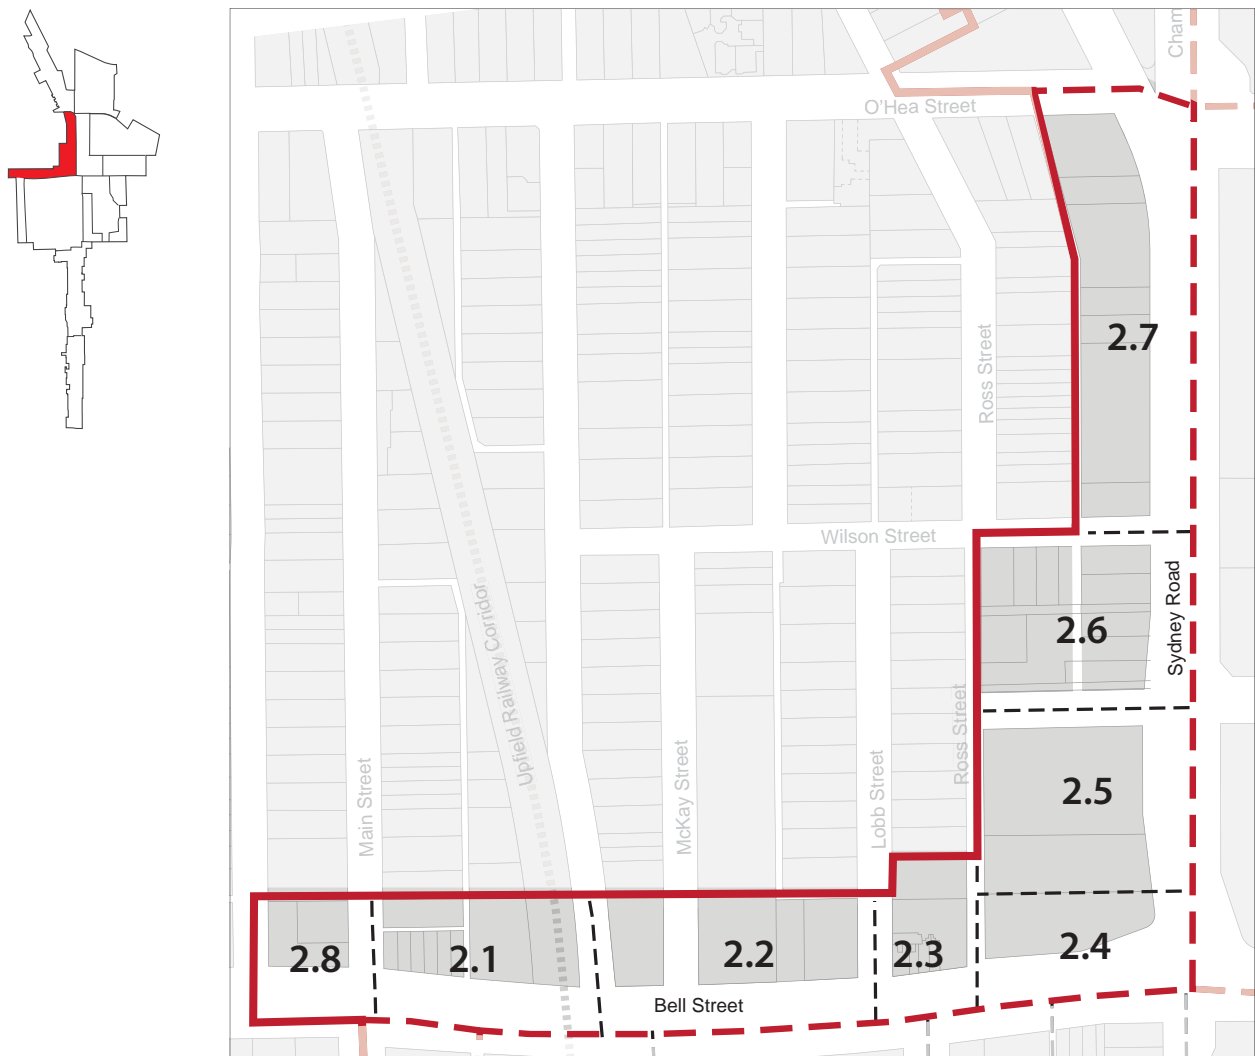 Cham
O'Hea Street
2.7
Ross Street
Wilson Street
2.6
Sydney Road
Upfield Railway Corridor
Ross Street
2.5
Main Street
McKay Street
Lobb Street
2.8
2.1
2.2
2.3
2.4
Bell Street